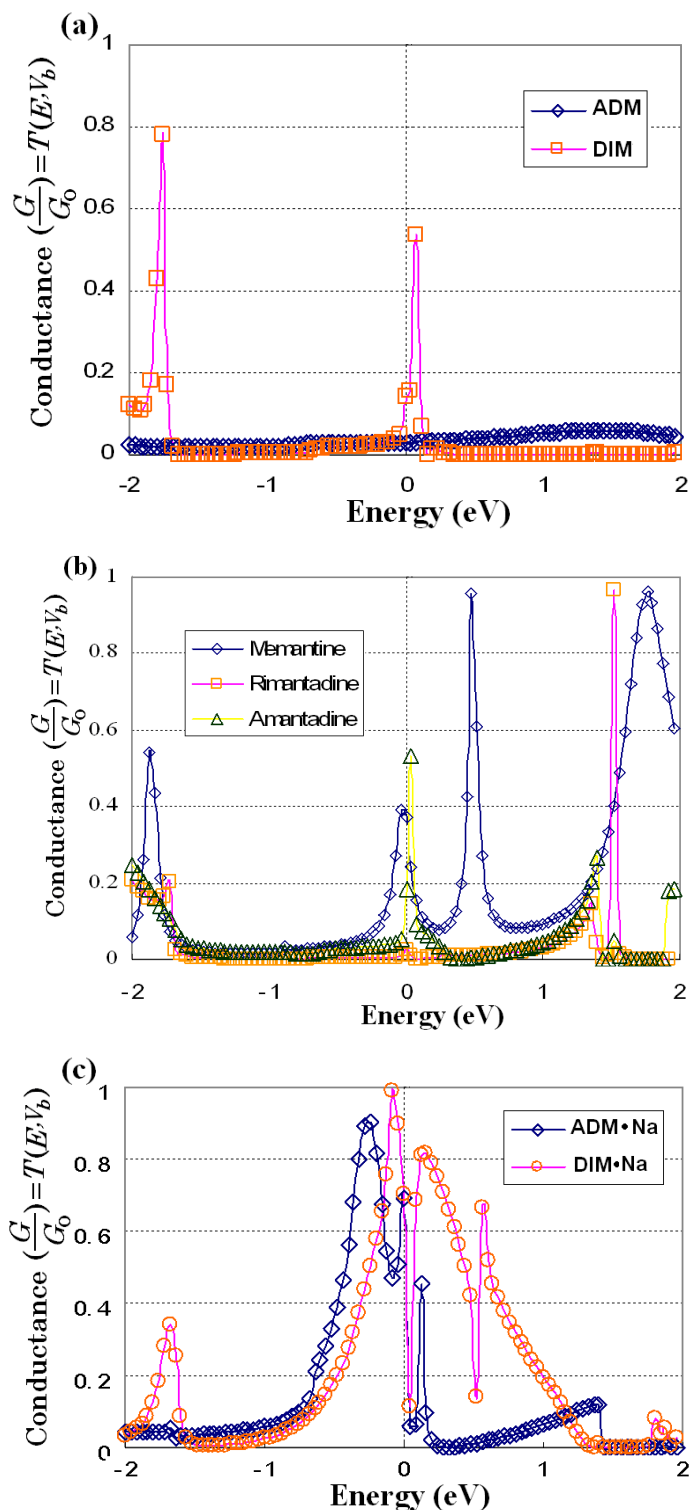 (a)
Conductance (G/G₀)=T(E,V_b)
1
0.8
0.6
0.4
0.2
0
-2
-1
0
1
2
Energy (eV)
ADM
DIM
(b)
Conductance (G/G₀)=T(E,V_b)
1
0.8
0.6
0.4
0.2
0
-2
-1
0
1
2
Energy (eV)
Memantine
Rimantadine
Amantadine
(c)
Conductance (G/G₀)=T(E,V_b)
1
0.8
0.6
0.4
0.2
0
-2
-1
0
1
2
Energy (eV)
ADM•Na
DIM•Na